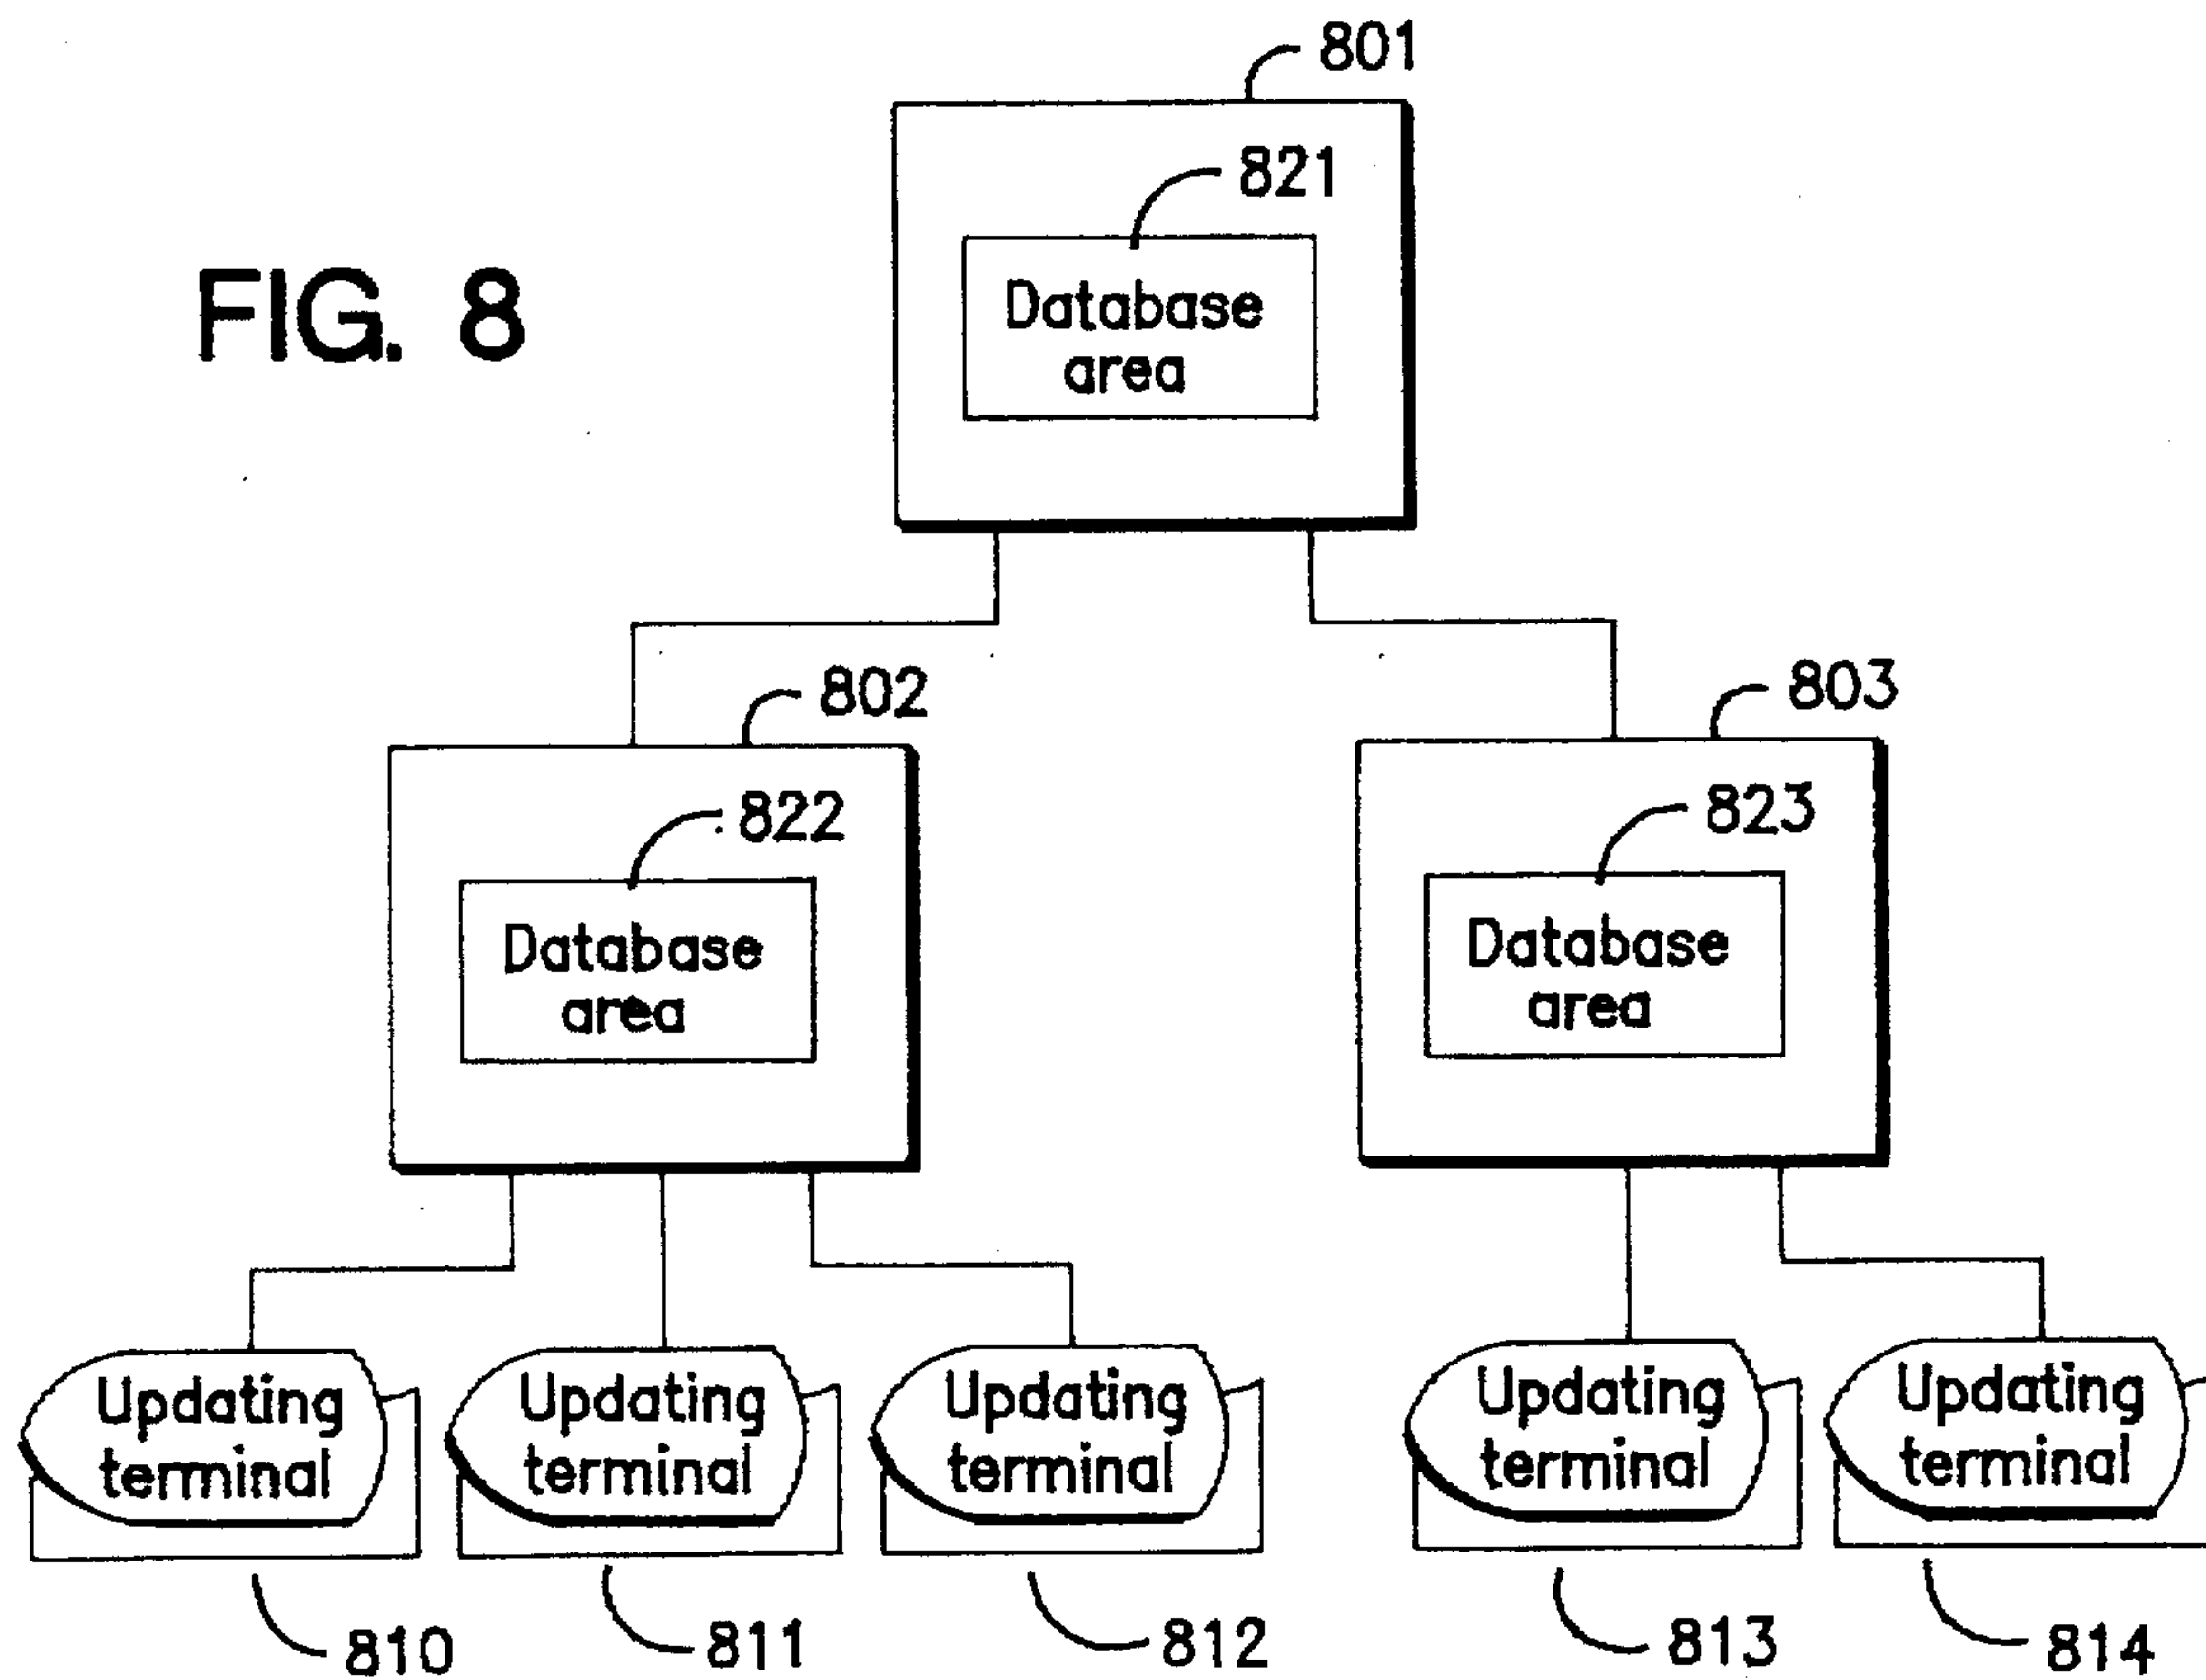 801
821
FIG. 8
Database
area
802
803
822
823
Database
area
Database
area
Updating
terminal
Updating
terminal
Updating
terminal
Updating
terminal
Updating
terminal
810
811
812
813
814